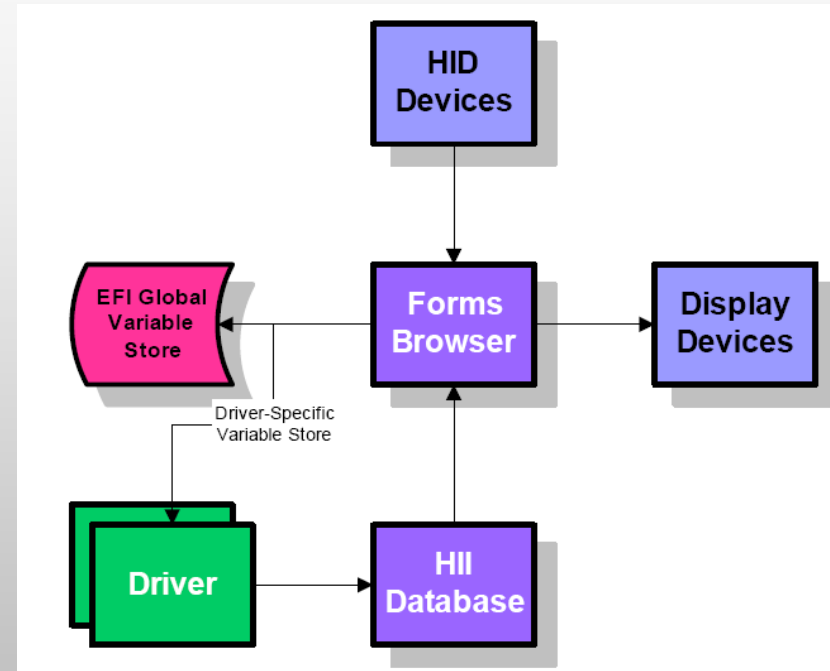 HID
Devices
EFI Global
Variable
Store
Forms
Browser
Display
Devices
Driver-Specific
Variable Store
Driver
HII
Database